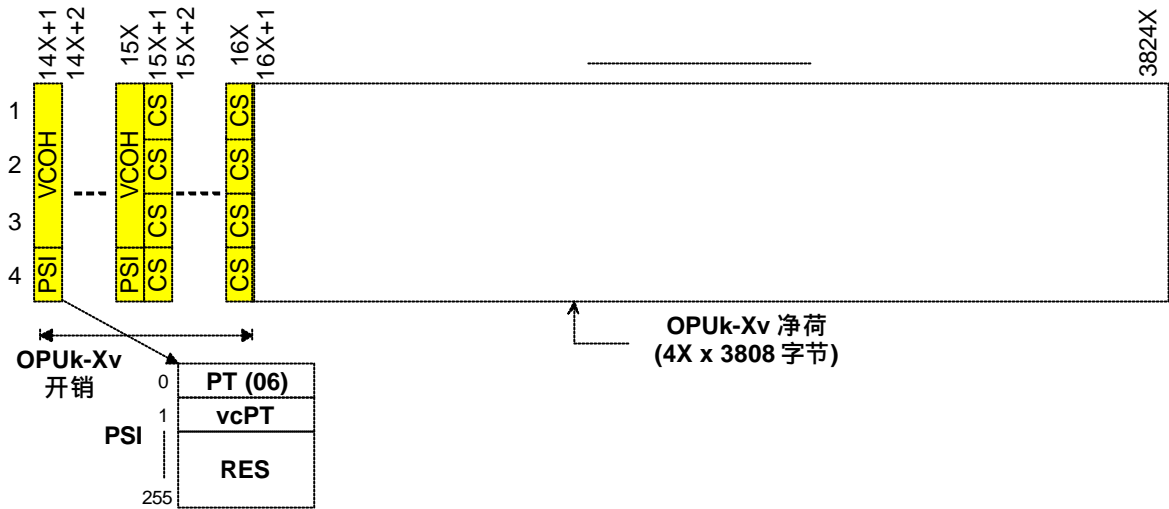 14X+1
14X+2
15X
15X+1
15X+2
16X
16X+1
3824X
1
2
3
4
VCOH
PSI
VCOH
PSI
CS
CS
CS
CS
CS
CS
CS
CS
OPUk-Xv
开销
OPUk-Xv 净荷
(4X x 3808 字节)
PSI
0
PT (06)
1
vcPT
RES
255